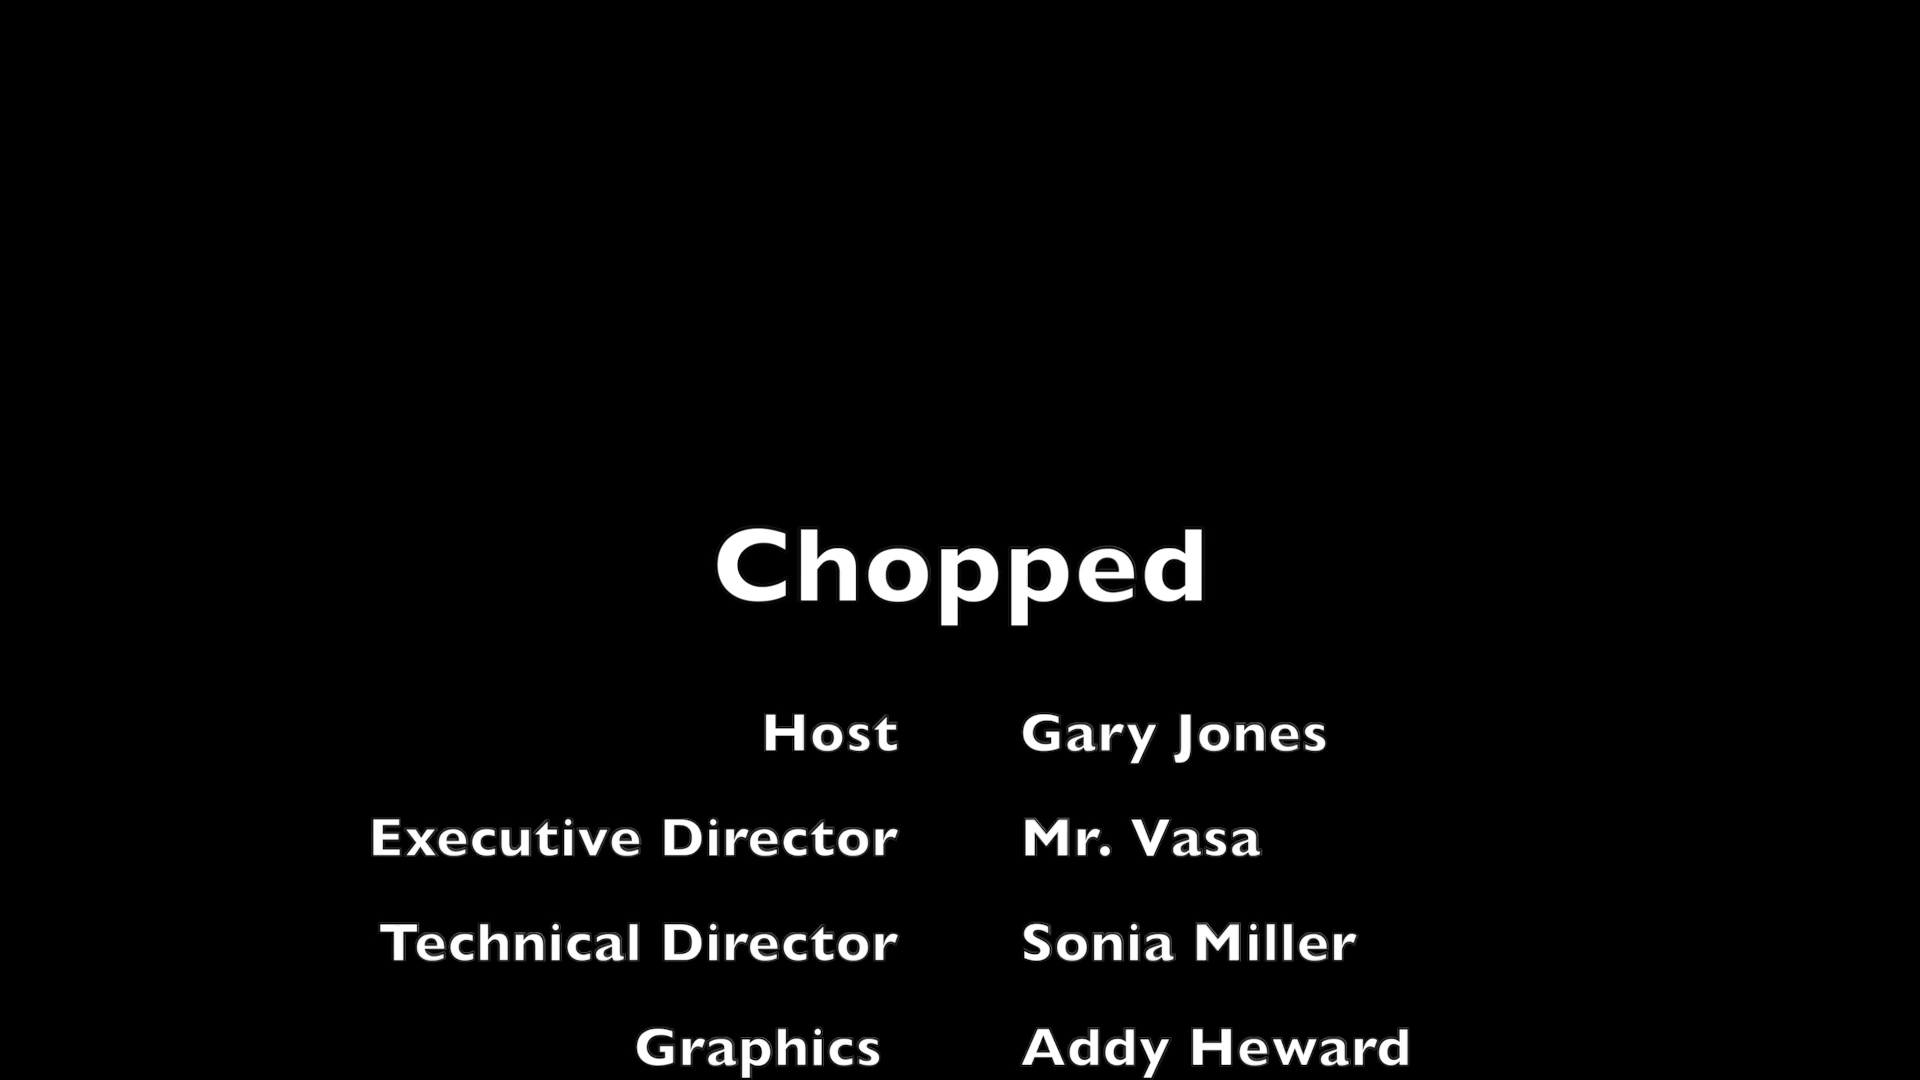 Chopped
Host Gary Jones
Executive Director Mr. Vasa
Technical Director Sonia Miller
Graphics Addy Heward